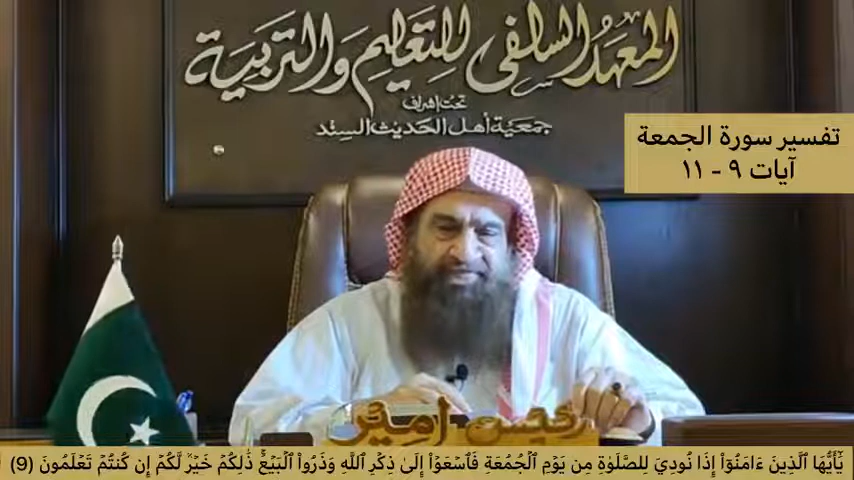 المعهد السلفي للتعليم والتربية
تحت إشراف
جمعية أهل الحديث السند
تفسير سورة الجمعة
آيات ٩ - ١١
رئيس امير
يَٰٓأَيُّهَا ٱلَّذِينَ ءَامَنُوٓا۟ إِذَا نُودِيَ لِلصَّلَوٰةِ مِن يَوْمِ ٱلْجُمُعَةِ فَٱسْعَوْا۟ إِلَىٰ ذِكْرِ ٱللَّهِ وَذَرُوا۟ ٱلْبَيْعَ ۚ ذَٰلِكُمْ خَيْرٌ لَّكُمْ إِن كُنتُمْ تَعْلَمُونَ (9)